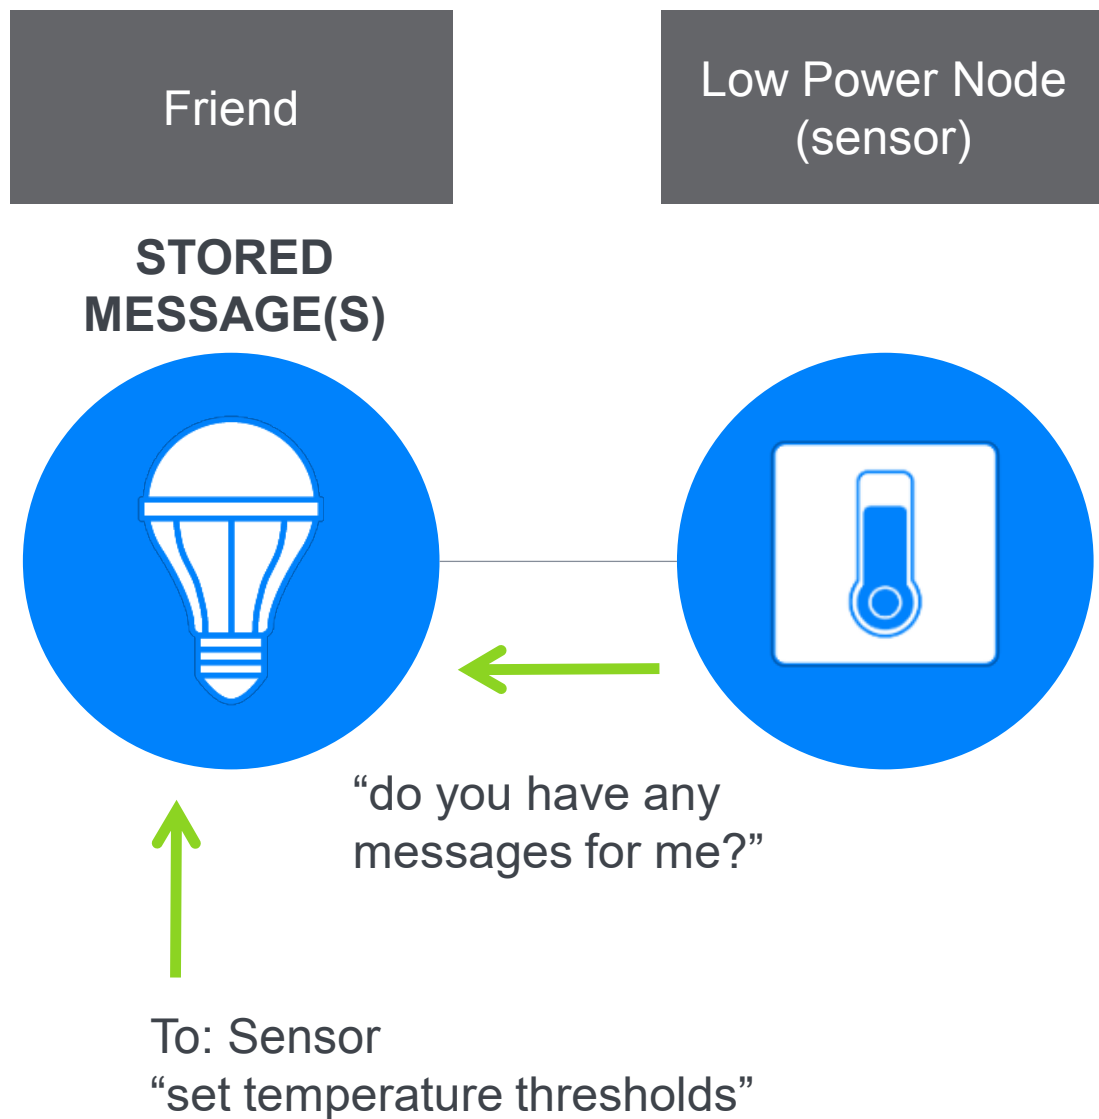 Friend
Low Power Node
(sensor)
STORED
MESSAGE(S)
“do you have any
messages for me?”
To: Sensor
“set temperature thresholds”